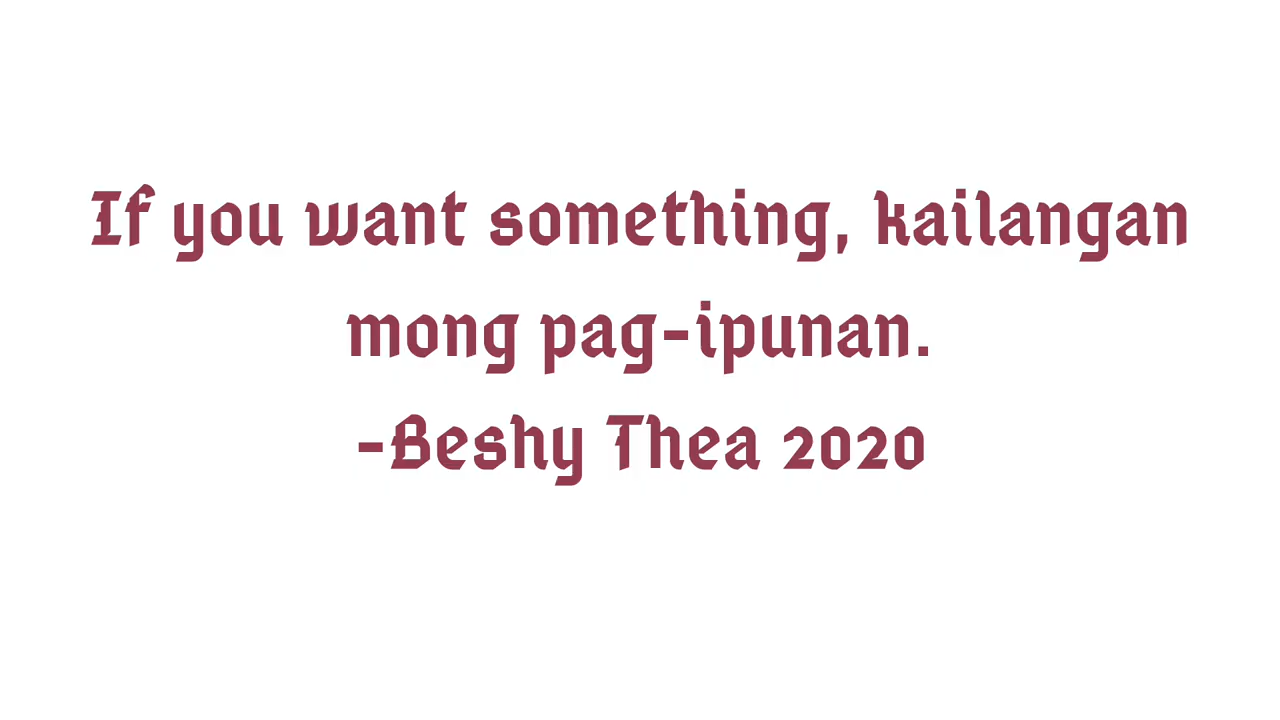 If you want something, kailangan
mong pag-ipunan.
-Beshy Thea 2020